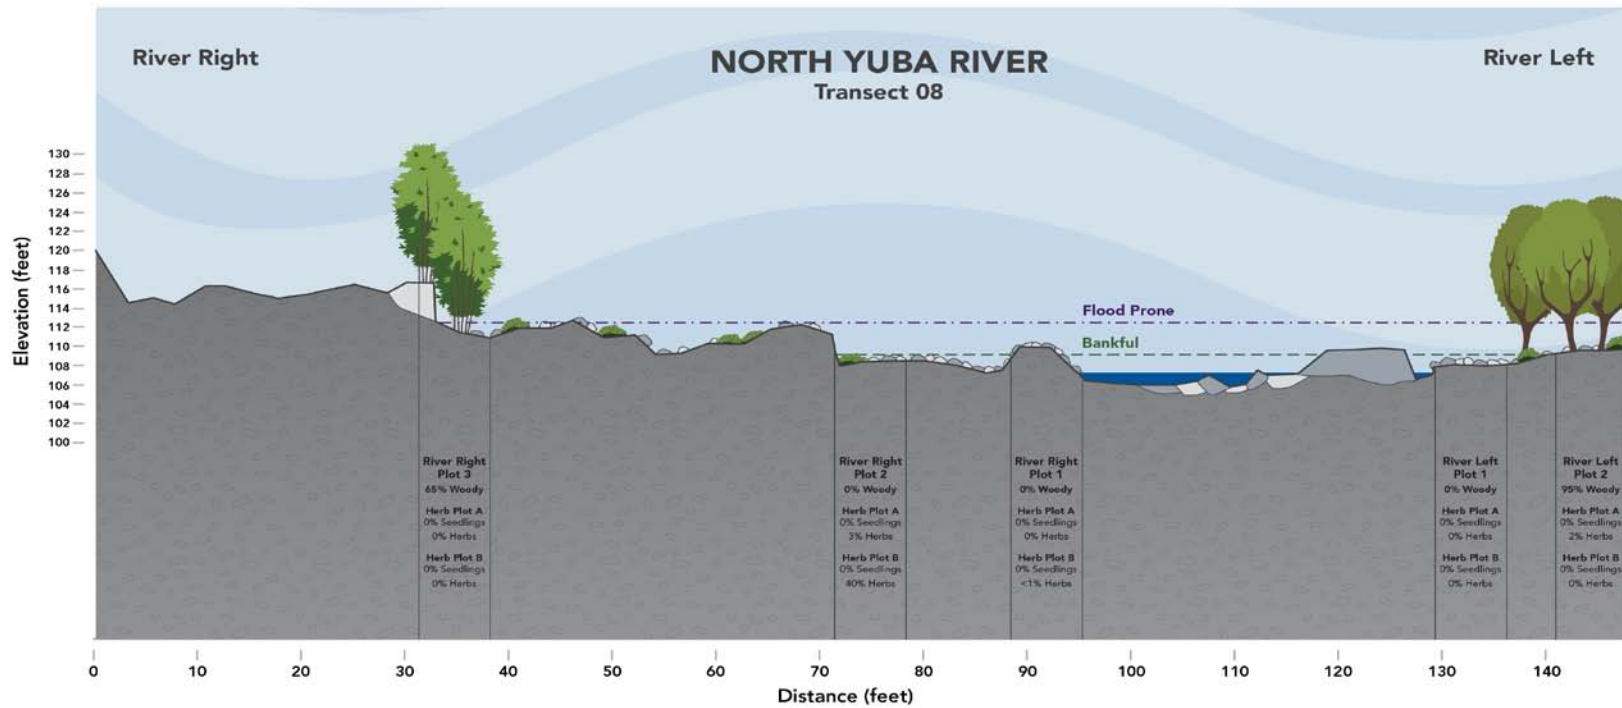 River Right
NORTH YUBA RIVER
River Left
Transect 08
130
128
126
124
122
120
118
116
114
112
110
108
106
104
102
100
Elevation (feet)
Flood Prone
Bankful
River Right
Plot 3
65% Woody
Herb Plot A
0% Seedlings
0% Herbs
Herb Plot B
0% Seedlings
0% Herbs
River Right
Plot 2
0% Woody
Herb Plot A
0% Seedlings
3% Herbs
Herb Plot B
0% Seedlings
40% Herbs
River Right
Plot 1
0% Woody
Herb Plot A
0% Seedlings
0% Herbs
Herb Plot B
0% Seedlings
<1% Herbs
River Left
Plot 1
0% Woody
Herb Plot A
0% Seedlings
0% Herbs
Herb Plot B
0% Seedlings
0% Herbs
River Left
Plot 2
95% Woody
Herb Plot A
0% Seedlings
2% Herbs
Herb Plot B
0% Seedlings
0% Herbs
0 10 20 30 40 50 60 70 80 90 100 110 120 130 140
Distance (feet)